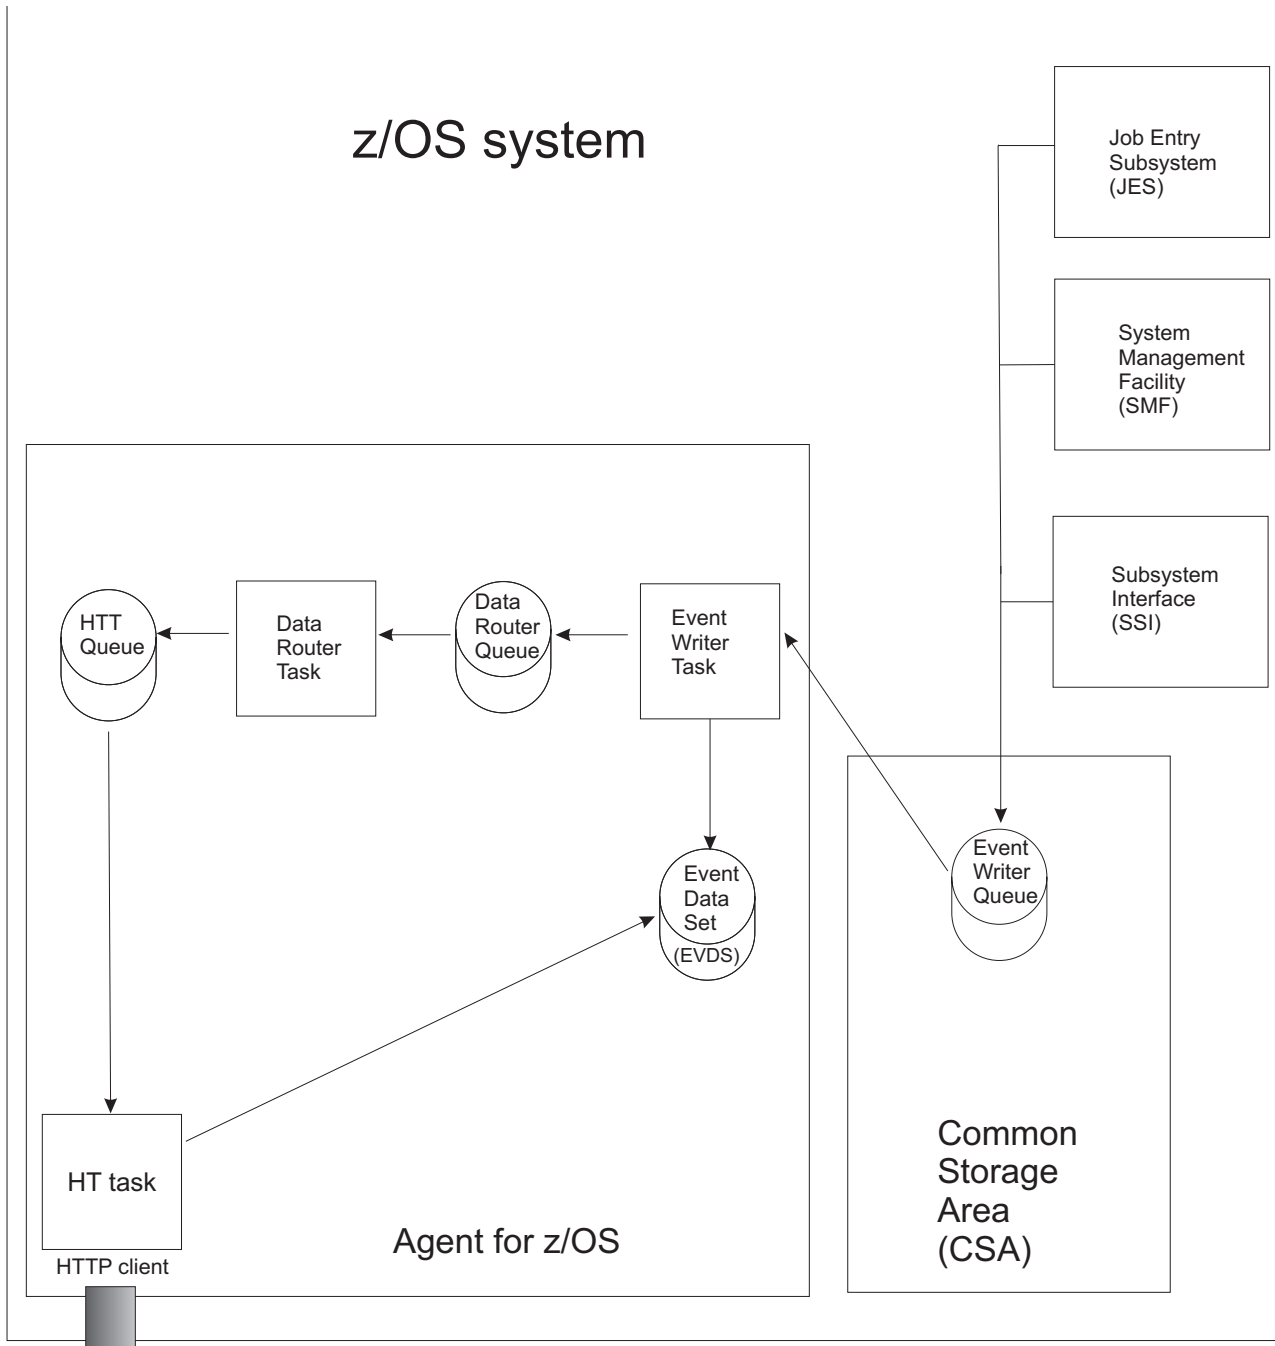 z/OS system
Job Entry
Subsystem
(JES)
System
Management
Facility
(SMF)
Subsystem
Interface
(SSI)
HTT
Queue
Data
Router
Task
Data
Router
Queue
Event
Writer
Task
Event
Data
Set
(EVDS)
Event
Writer
Queue
HT task
HTTP client
Agent for z/OS
Common
Storage
Area
(CSA)